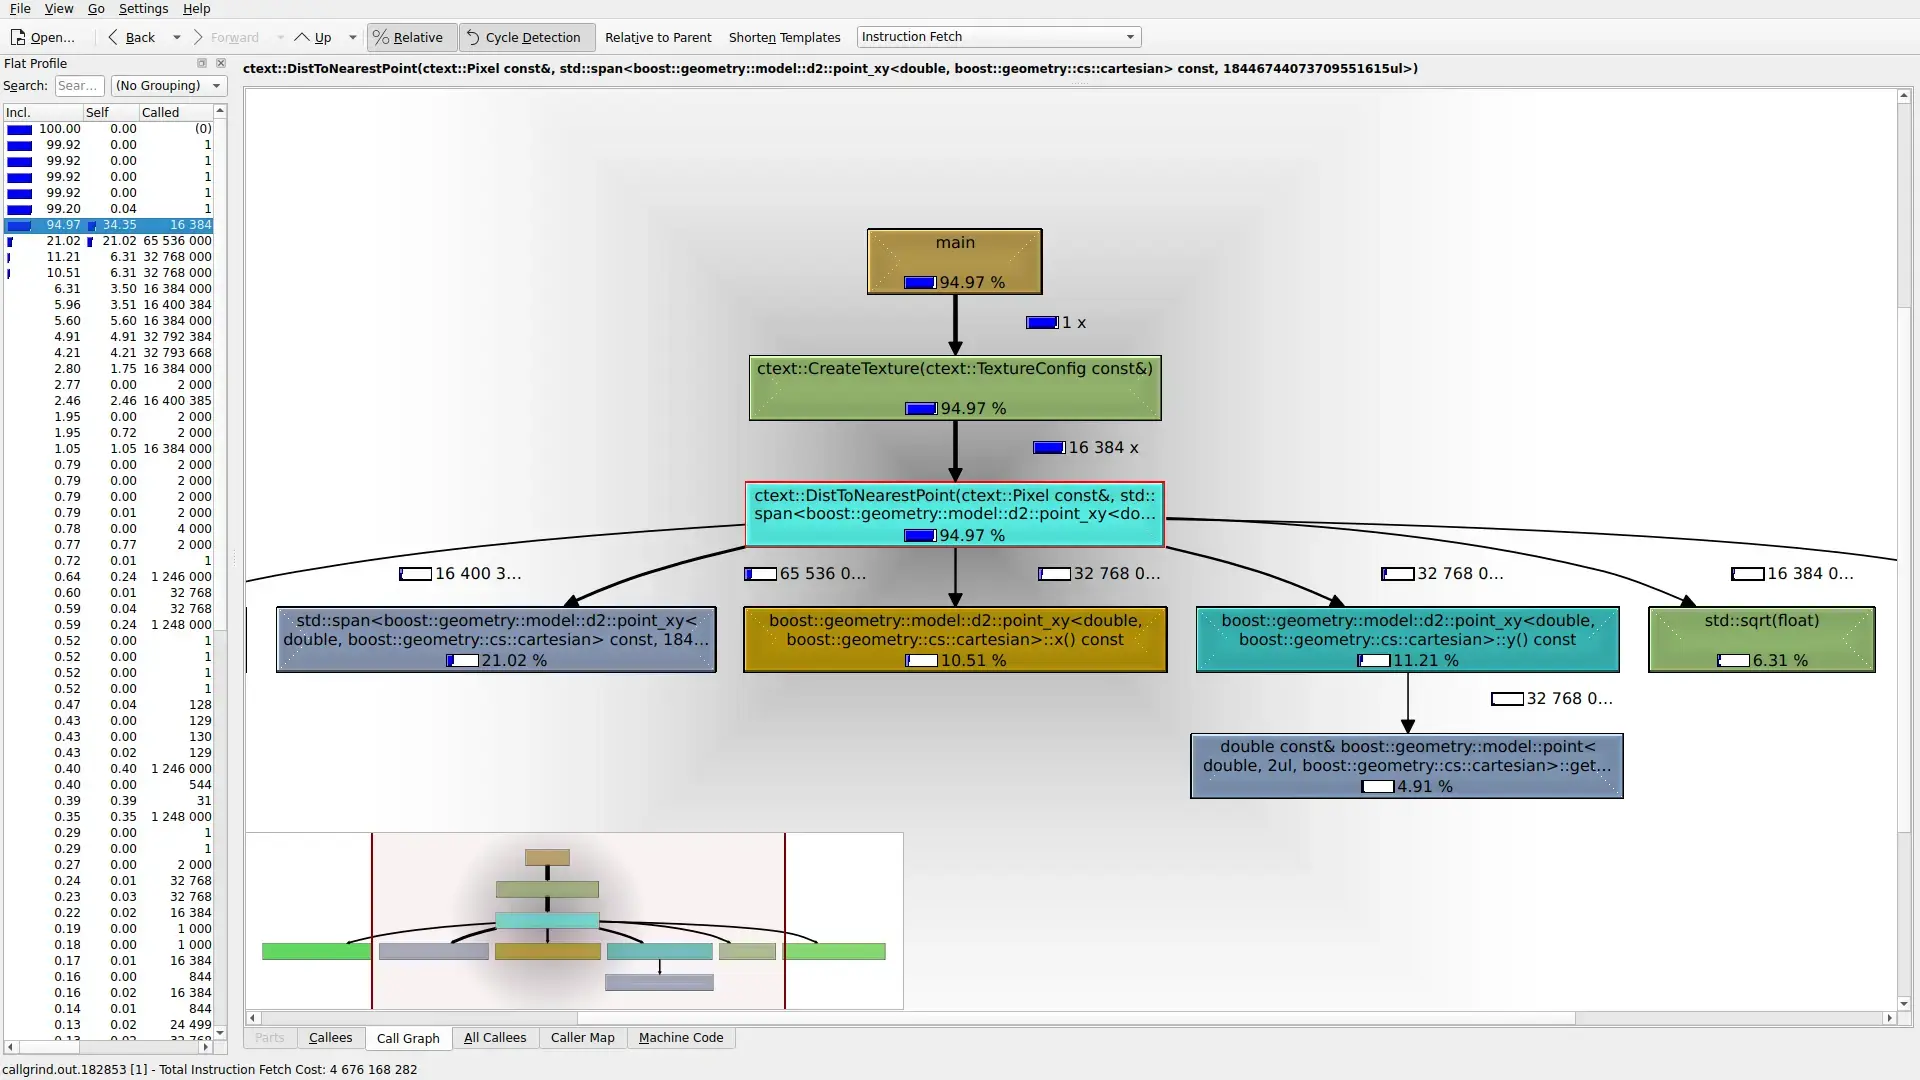 File View Go Settings Help
Open... Back Forward Up Relative Cycle Detection Relative to Parent Shorten Templates Instruction Fetch
Flat Profile
Search: Sear... (No Grouping)
Incl. Self Called
100.00 0.00 (0)
99.92 0.00 1
99.92 0.00 1
99.92 0.00 1
99.92 0.00 1
99.20 0.04 1
94.97 34.35 16 384
21.02 21.02 65 536 000
11.21 6.31 32 768 000
10.51 6.31 32 768 000
6.31 3.50 16 384 000
5.96 3.51 16 400 384
5.60 5.60 16 384 000
4.91 4.91 32 792 384
4.21 4.21 32 793 668
2.80 1.75 16 384 000
2.77 0.00 2 000
2.46 2.46 16 400 385
1.95 0.00 2 000
1.95 0.72 2 000
1.05 1.05 16 384 000
0.79 0.00 2 000
0.79 0.00 2 000
0.79 0.00 2 000
0.79 0.01 2 000
0.78 0.00 4 000
0.77 0.77 2 000
0.72 0.01 1
0.64 0.24 1 246 000
0.60 0.01 32 768
0.59 0.04 32 768
0.59 0.24 1 248 000
0.52 0.00 1
0.52 0.00 1
0.52 0.00 1
0.52 0.00 1
0.47 0.04 128
0.43 0.00 129
0.43 0.00 130
0.43 0.02 129
0.40 0.40 1 246 000
0.40 0.00 544
0.39 0.39 31
0.35 0.35 1 248 000
0.29 0.00 1
0.29 0.00 1
0.27 0.00 2 000
0.24 0.01 32 768
0.23 0.03 32 768
0.22 0.02 16 384
0.19 0.00 1 000
0.18 0.00 1 000
0.17 0.01 16 384
0.16 0.00 844
0.16 0.02 16 384
0.14 0.01 844
0.13 0.02 24 499
0.13 0.02 32 768
ctext::DistToNearestPoint(ctext::Pixel const&, std::span<boost::geometry::model::d2::point_xy<double, boost::geometry::cs::cartesian> const, 18446744073709551615ul>)
main
94.97 %
1 x
ctext::CreateTexture(ctext::TextureConfig const&)
94.97 %
16 384 x
ctext::DistToNearestPoint(ctext::Pixel const&, std::
span<boost::geometry::model::d2::point_xy<do...
94.97 %
16 400 3... 65 536 0... 32 768 0... 32 768 0... 16 384 0...
std::span<boost::geometry::model::d2::point_xy<
double, boost::geometry::cs::cartesian> const, 184...
21.02 %
boost::geometry::model::d2::point_xy<double,
boost::geometry::cs::cartesian>::x() const
10.51 %
boost::geometry::model::d2::point_xy<double,
boost::geometry::cs::cartesian>::y() const
11.21 %
std::sqrt(float)
6.31 %
32 768 0...
double const& boost::geometry::model::point<
double, 2ul, boost::geometry::cs::cartesian>::get...
4.91 %
Parts Callees Call Graph All Callees Caller Map Machine Code
callgrind.out.182853 [1] - Total Instruction Fetch Cost: 4 676 168 282